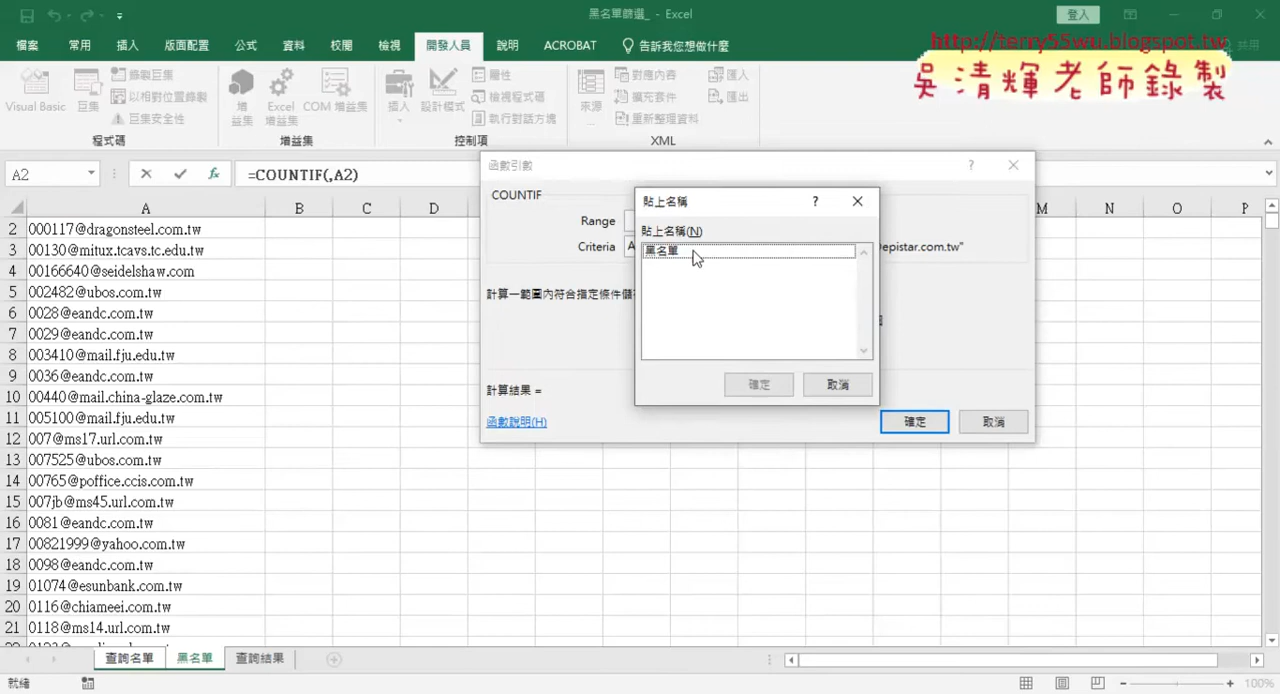 黑名單篩選_ - Excel
登入
檔案 常用 插入 版面配置 公式 資料 校閱 檢視 開發人員 說明 ACROBAT 告訴我您想做什麼 共用
http://terry55wu.blogspot.tw
吳清輝老師錄製
Visual Basic 巨集 錄製巨集 以相對位置錄製 巨集安全性
增益集 Excel 增益集 COM 增益集
插入 設計模式 屬性 檢視程式碼 執行對話方塊
來源 對應內容 擴充套件 重新整理資料 匯入 匯出
程式碼 增益集 控制項 XML
A2 fx =COUNTIF(,A2)
函數引數 ?
COUNTIF
Range
Criteria A
epistar.com.tw"
計算一範圍內符合指定條件儲
計算結果 =
函數說明(H)
確定 取消
貼上名稱 ?
貼上名稱(N)
黑名單
確定 取消
A B C D M N O P
2 000117@dragonsteel.com.tw
3 00130@mitux.tcavs.tc.edu.tw
4 00166640@seidelshaw.com
5 002482@ubos.com.tw
6 0028@eandc.com.tw
7 0029@eandc.com.tw
8 003410@mail.fju.edu.tw
9 0036@eandc.com.tw
10 00440@mail.china-glaze.com.tw
11 005100@mail.fju.edu.tw
12 007@ms17.url.com.tw
13 007525@ubos.com.tw
14 00765@poffice.ccis.com.tw
15 007jb@ms45.url.com.tw
16 0081@eandc.com.tw
17 00821999@yahoo.com.tw
18 0098@eandc.com.tw
19 01074@esunbank.com.tw
20 0116@chiameei.com.tw
21 0118@ms14.url.com.tw
查詢名單 黑名單 查詢結果
就緒 100%